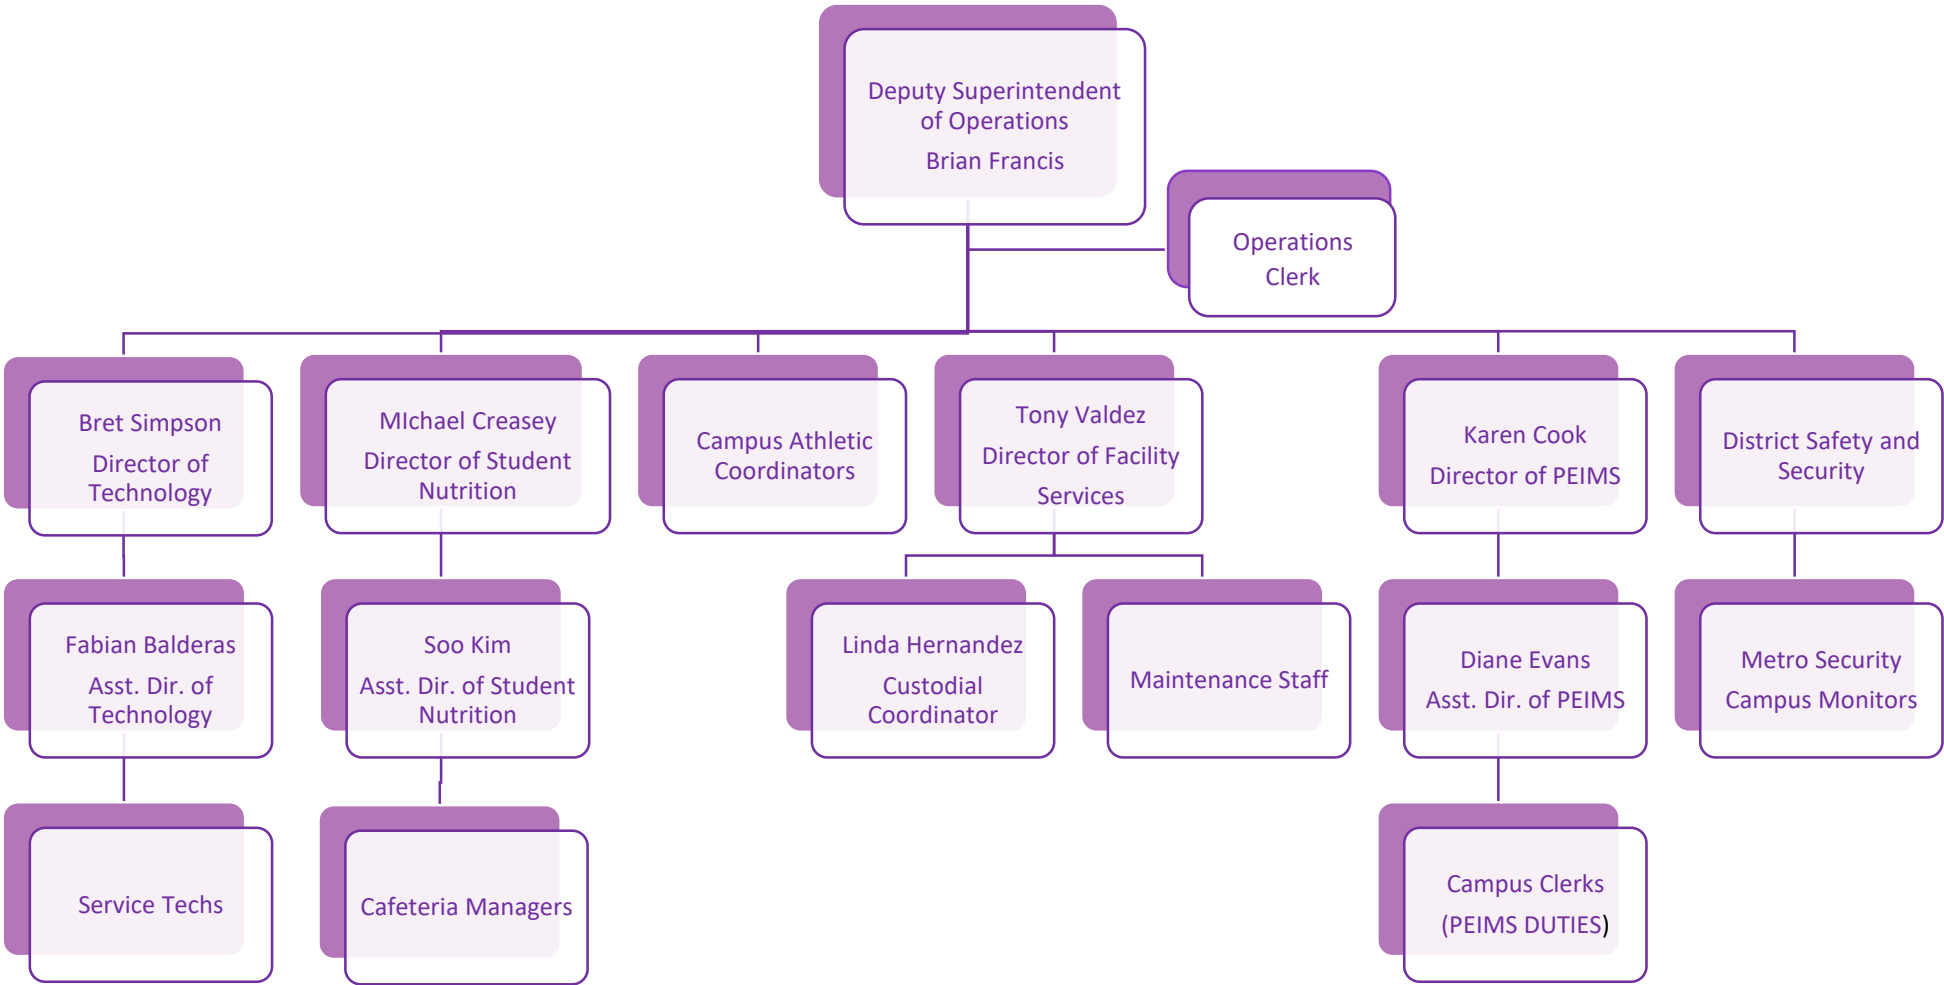 Deputy Superintendent
of Operations
Brian Francis
Operations
Clerk
Bret Simpson
Director of
Technology
MIchael Creasey
Director of Student
Nutrition
Campus Athletic
Coordinators
Tony Valdez
Director of Facility
Services
Karen Cook
Director of PEIMS
District Safety and
Security
Fabian Balderas
Asst. Dir. of
Technology
Soo Kim
Asst. Dir. of Student
Nutrition
Linda Hernandez
Custodial
Coordinator
Maintenance Staff
Diane Evans
Asst. Dir. of PEIMS
Metro Security
Campus Monitors
Service Techs
Cafeteria Managers
Campus Clerks
(PEIMS DUTIES)